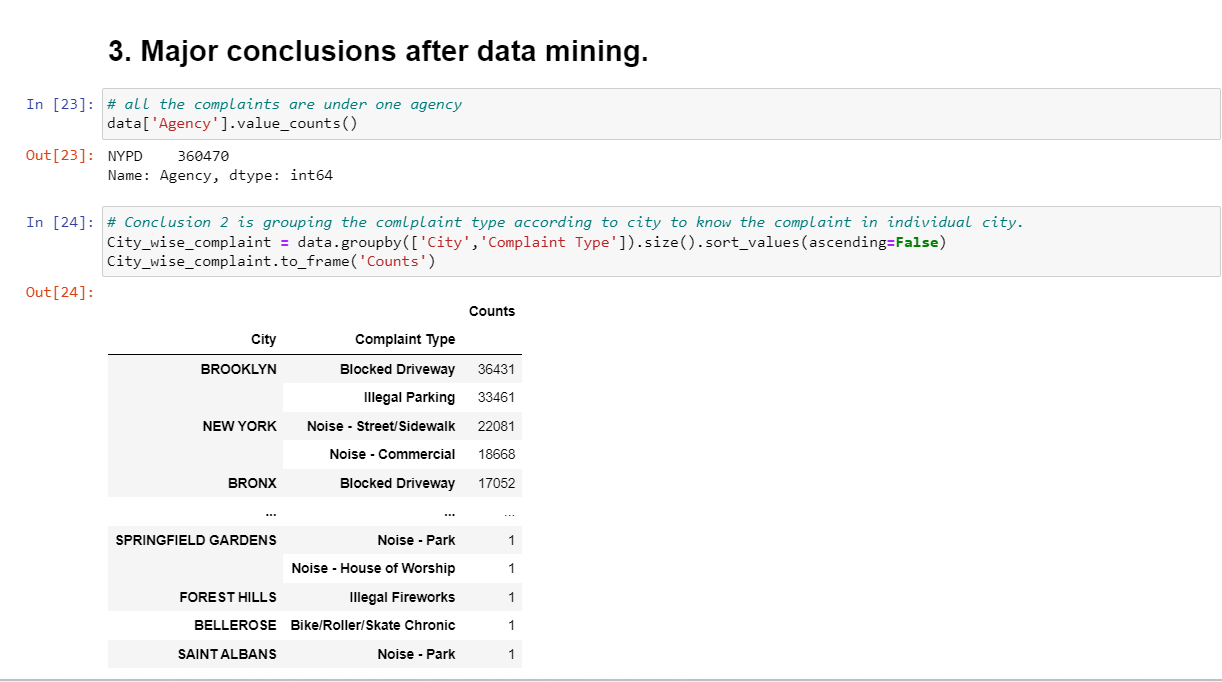 3. Major conclusions after data mining.
In [23]: # all the complaints are under one agency
data['Agency'].value_counts()
Out[23]: NYPD    360470
Name: Agency, dtype: int64
In [24]: # Conclusion 2 is grouping the comlplaint type according to city to know the complaint in individual city.
City_wise_complaint = data.groupby(['City','Complaint Type']).size().sort_values(ascending=False)
City_wise_complaint.to_frame('Counts')
Out[24]:
Counts
City Complaint Type
BROOKLYN Blocked Driveway 36431
Illegal Parking 33461
NEW YORK Noise - Street/Sidewalk 22081
Noise - Commercial 18668
BRONX Blocked Driveway 17052
... ... ...
SPRINGFIELD GARDENS Noise - Park 1
Noise - House of Worship 1
FOREST HILLS Illegal Fireworks 1
BELLEROSE Bike/Roller/Skate Chronic 1
SAINT ALBANS Noise - Park 1